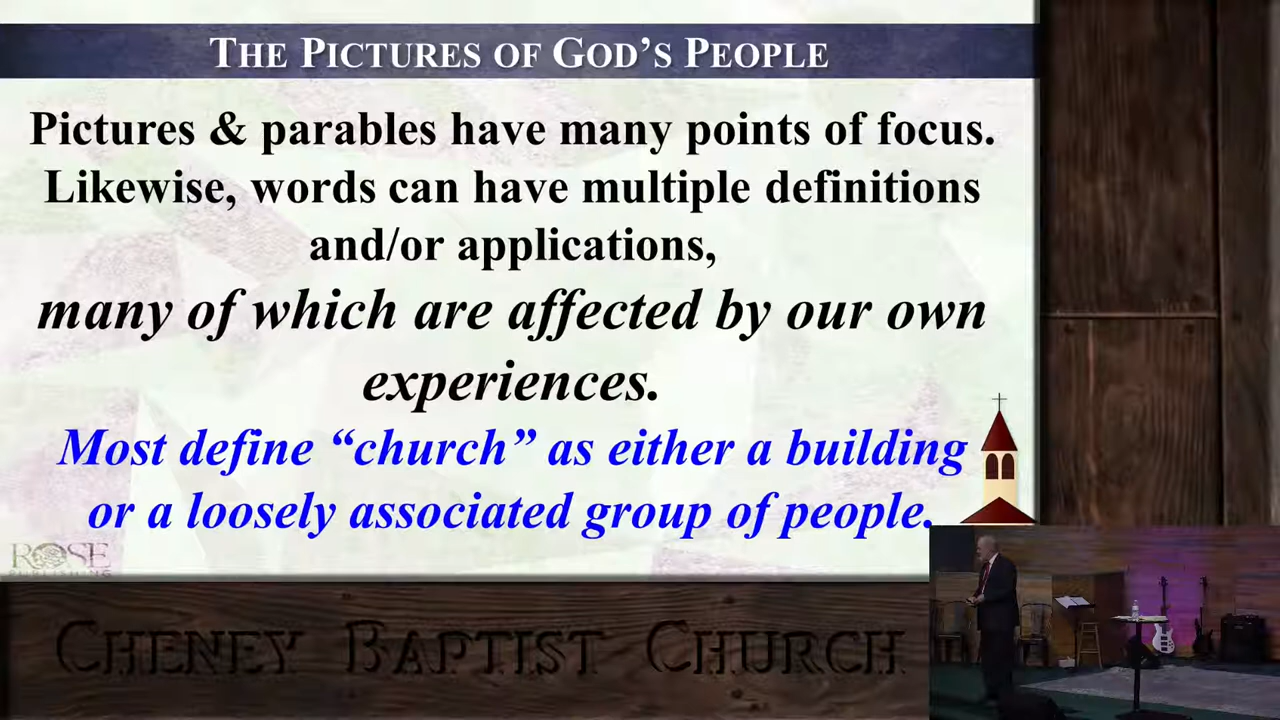 THE PICTURES OF GOD'S PEOPLE
Pictures & parables have many points of focus.
Likewise, words can have multiple definitions
and/or applications,
many of which are affected by our own
experiences.
Most define “church” as either a building
or a loosely associated group of people.
ROSE
PUBLISHING
CHENEY BAPTIST CHURCH